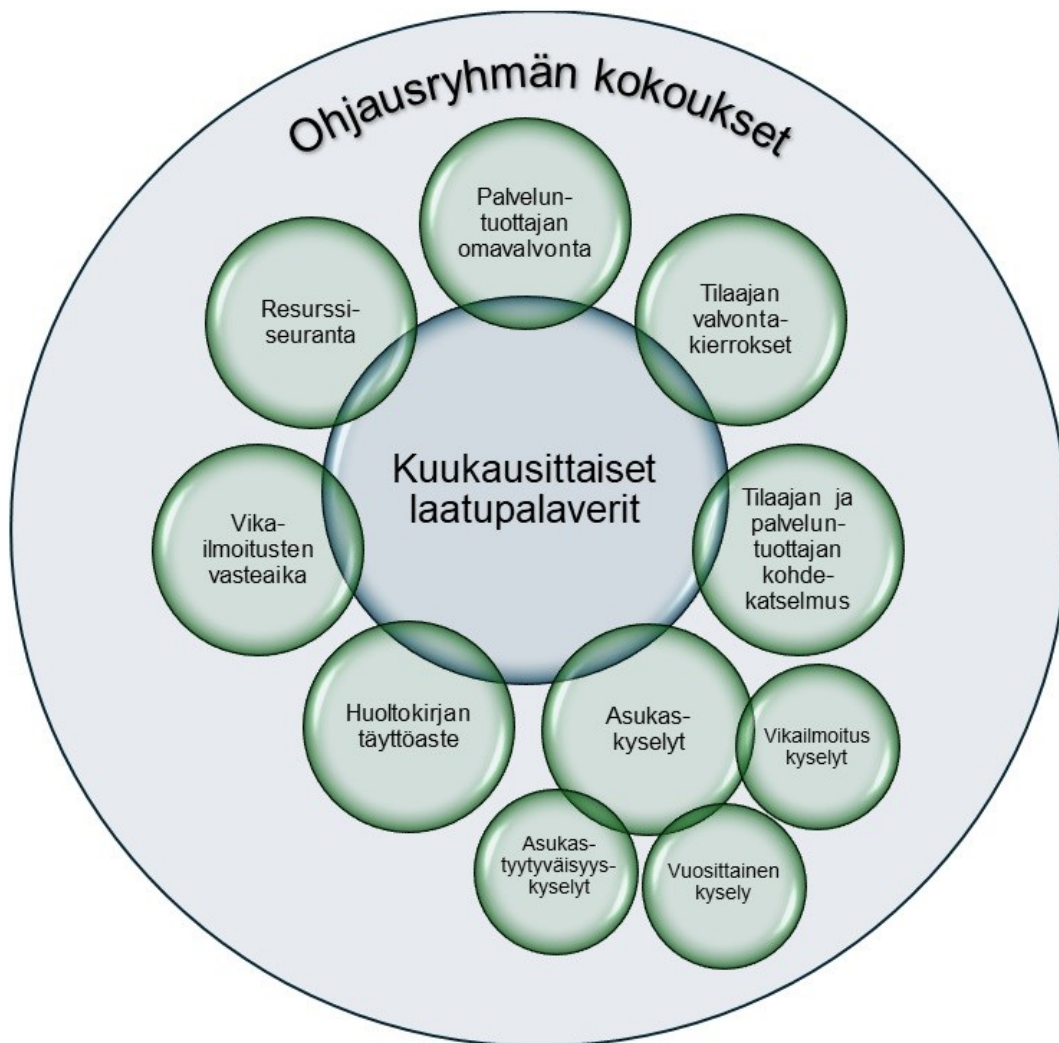 Ohjausryhmän kokoukset
Palvelun-
tuottajan
omavalvonta
Tilaajan
valvonta-
kierrokset
Resurssi-
seuranta
Kuukausittaiset
laatupalaverit
Tilaajan ja
palvelun-
tuottajan
kohde-
katselmus
Vika-
ilmoitusten
vasteaika
Huoltokirjan
täyttöaste
Asukas-
kyselyt
Vikailmoitus
kyselyt
Asukas-
tyytyväisyys-
kyselyt
Vuosittainen
kysely